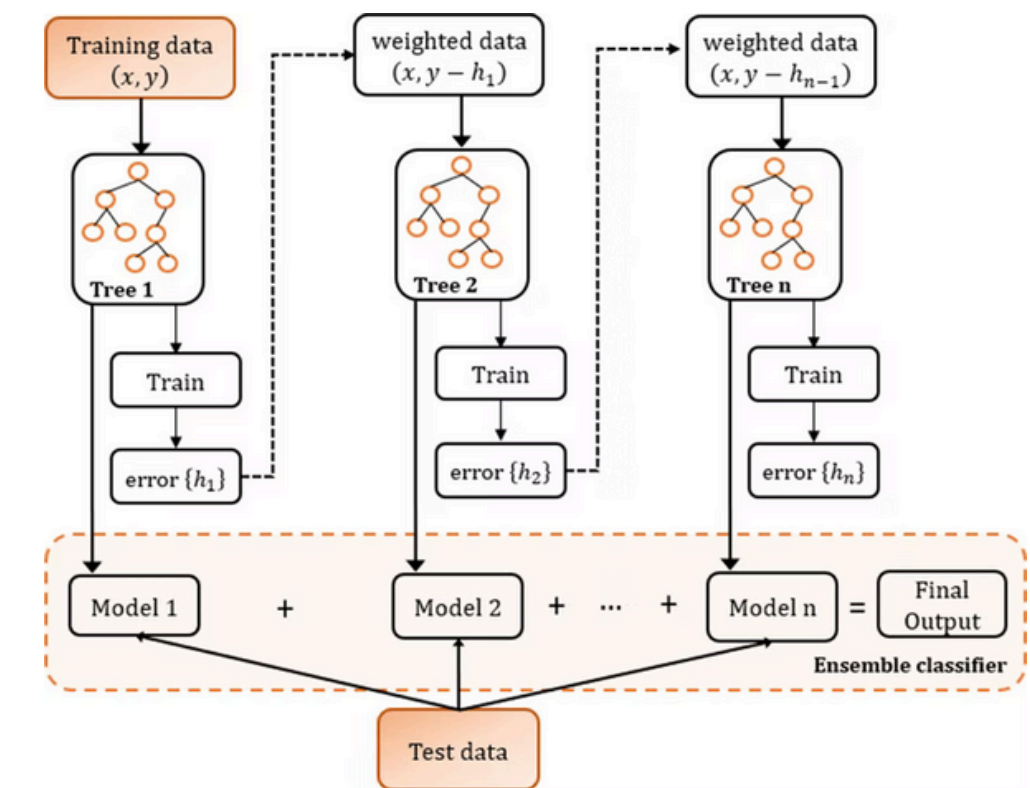 Training data
(x, y)
weighted data
(x, y − h₁)
weighted data
(x, y − hₙ₋₁)
Tree 1
Tree 2
Tree n
Train
Train
Train
error {h₁}
error {h₂}
error {hₙ}
Model 1
+
Model 2
+ ... +
Model n
=
Final
Output
Ensemble classifier
Test data